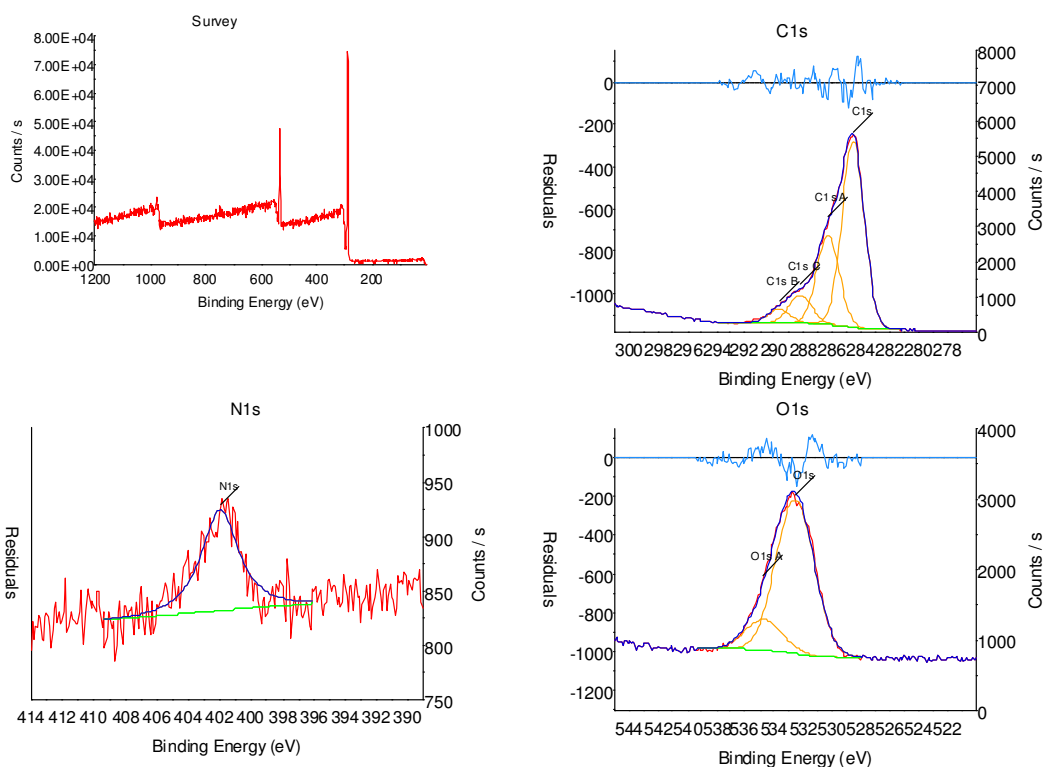 Survey
8.00E+04
7.00E+04
6.00E+04
5.00E+04
4.00E+04
3.00E+04
2.00E+04
1.00E+04
0.00E+00
Counts / s
1200 1000 800 600 400 200
Binding Energy (eV)
C1s
0
-200
-400
-600
-800
-1000
Residuals
C1s
C1s A
C1s C
C1s B
8000
7000
6000
5000
4000
3000
2000
1000
0
Counts / s
300 298 296 294 292 290 288 286 284 282 280 278
Binding Energy (eV)
N1s
Residuals
N1s
1000
950
900
850
800
750
Counts / s
414 412 410 408 406 404 402 400 398 396 394 392 390
Binding Energy (eV)
O1s
0
-200
-400
-600
-800
-1000
-1200
Residuals
O1s
O1s A
4000
3000
2000
1000
0
Counts / s
544 542 540 538 536 534 532 530 528 526 524 522
Binding Energy (eV)